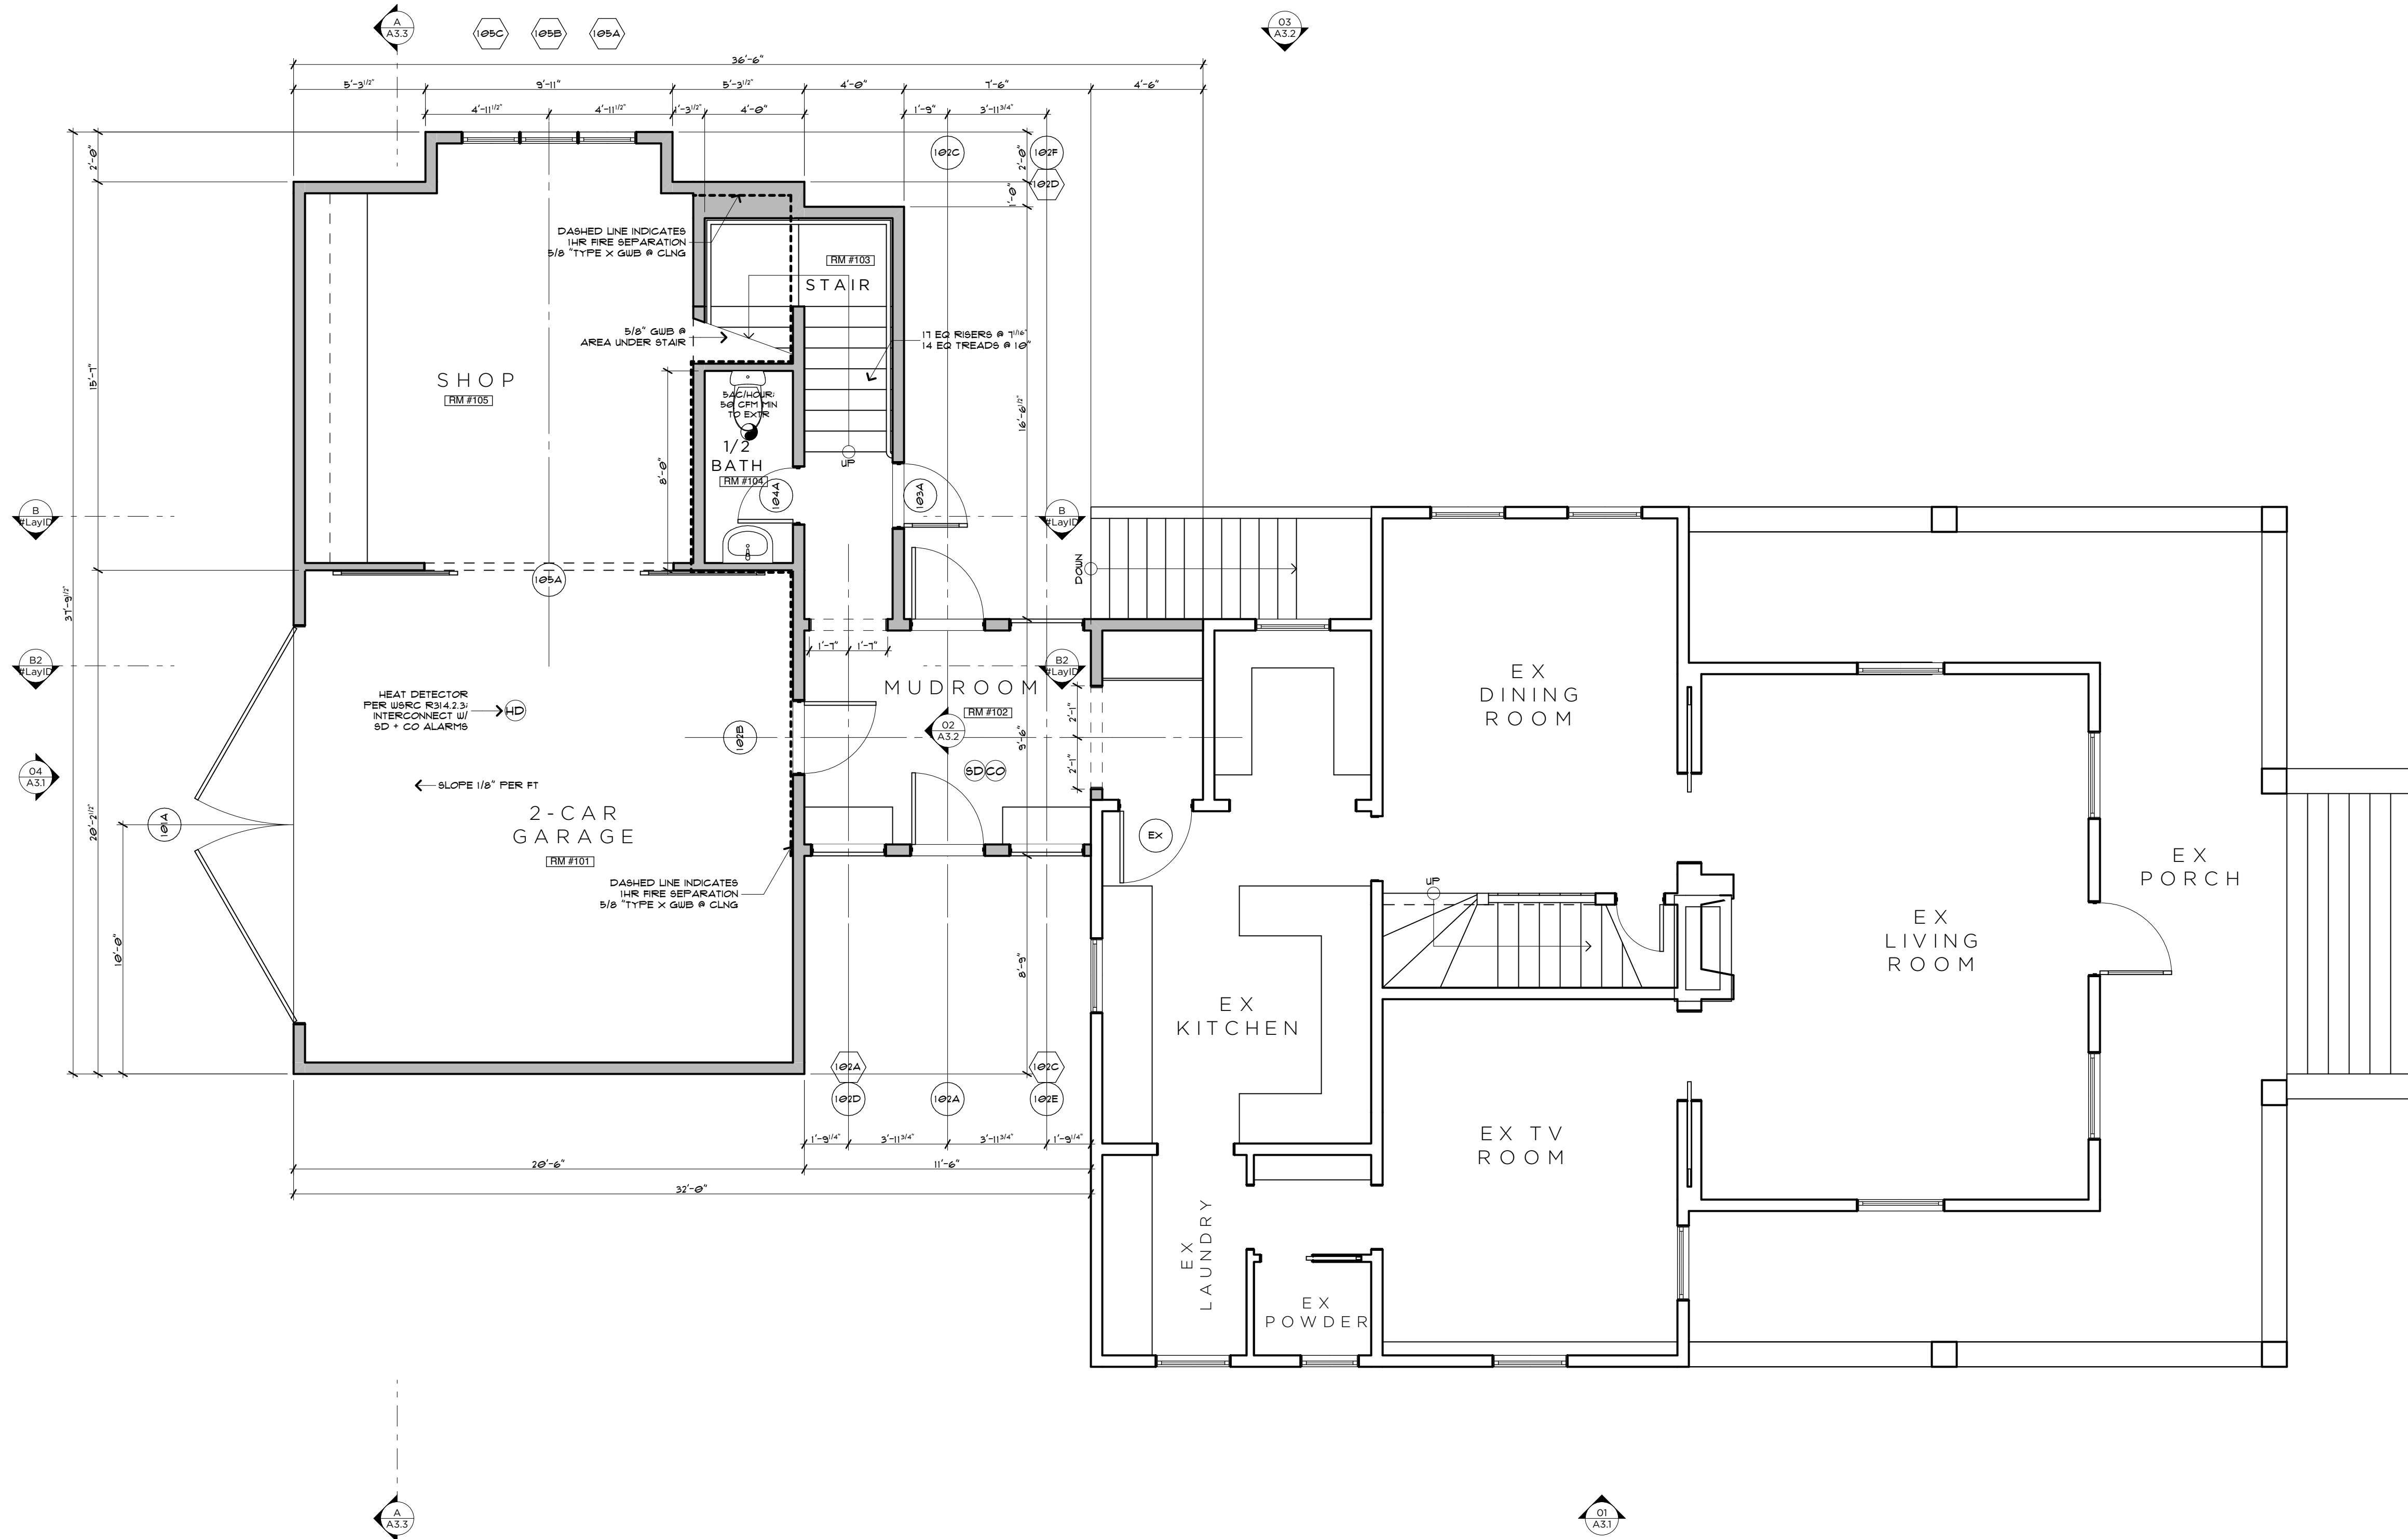 A
A3.3
105C
105B
105A
03
A3.2
36'-6"
5'-3 1/2"
9'-11"
5'-3 1/2"
4'-0"
7'-6"
4'-6"
4'-11 1/2"
4'-11 1/2"
1'-3 1/2"
4'-0"
1'-9"
3'-11 3/4"
2'-0"
102C
102F
2'-0"
102D
1'-0"
DASHED LINE INDICATES
1HR FIRE SEPARATION
5/8 "TYPE X GWB @ CLNG
RM #103
STAIR
5/8" GWB @
AREA UNDER STAIR
17 EQ RISERS @ 7 1/16"
14 EQ TREADS @ 10"
15'-7"
SHOP
RM #105
5AC/HOUR;
50 CFM MIN
TO EXTR
16'-6 1/2"
1/2
BATH
RM #104
8'-0"
UP
104A
103A
B
#LayID
B
#LayID
DOWN
105A
37'-9 1/2"
1'-7"
1'-7"
B2
#LayID
B2
#LayID
MUDROOM
RM #102
EX
DINING
ROOM
HEAT DETECTOR
PER WSRC R314.2.3;
INTERCONNECT W/
SD + CO ALARMS
HD
102B
02
A3.2
2'-1"
9'-6"
2'-1"
04
A3.1
SD
CO
SLOPE 1/8" PER FT
2-CAR
GARAGE
RM #101
101A
20'-2 1/2"
10'-0"
EX
DASHED LINE INDICATES
1HR FIRE SEPARATION
5/8 "TYPE X GWB @ CLNG
UP
EX
PORCH
EX
LIVING
ROOM
8'-9"
EX
KITCHEN
102A
102C
102D
102A
102E
1'-9 1/4"
3'-11 3/4"
3'-11 3/4"
1'-9 1/4"
20'-6"
11'-6"
32'-0"
EX TV
ROOM
EX
LAUNDRY
EX
POWDER
A
A3.3
01
A3.1